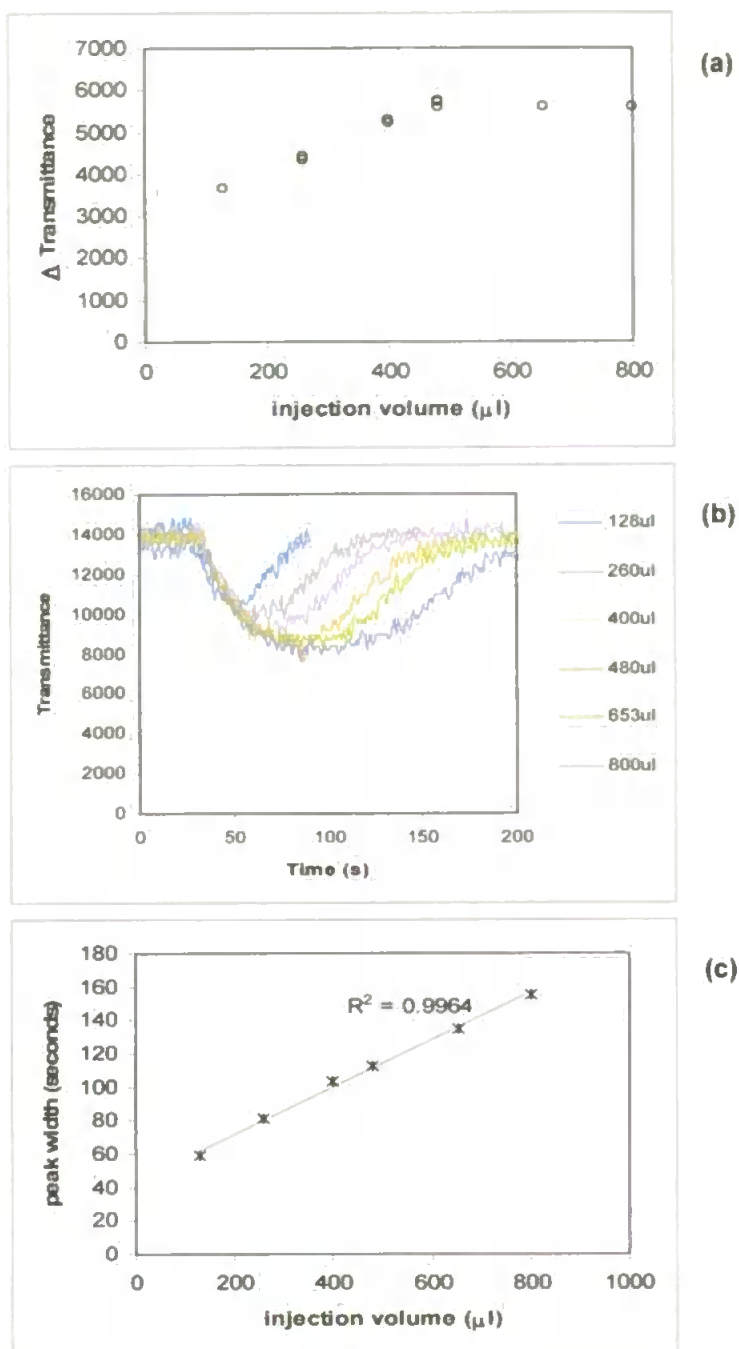 (a)
7000
6000
5000
4000
3000
2000
1000
0
Δ Transmittance
0 200 400 600 800
injection volume (μl)
(b)
16000
14000
12000
10000
8000
6000
4000
2000
0
Transmittance
0 50 100 150 200
Time (s)
128ul
260ul
400ul
480ul
653ul
800ul
(c)
180
160
140
120
100
80
60
40
20
0
peak width (seconds)
R² = 0.9964
0 200 400 600 800 1000
injection volume (μl)